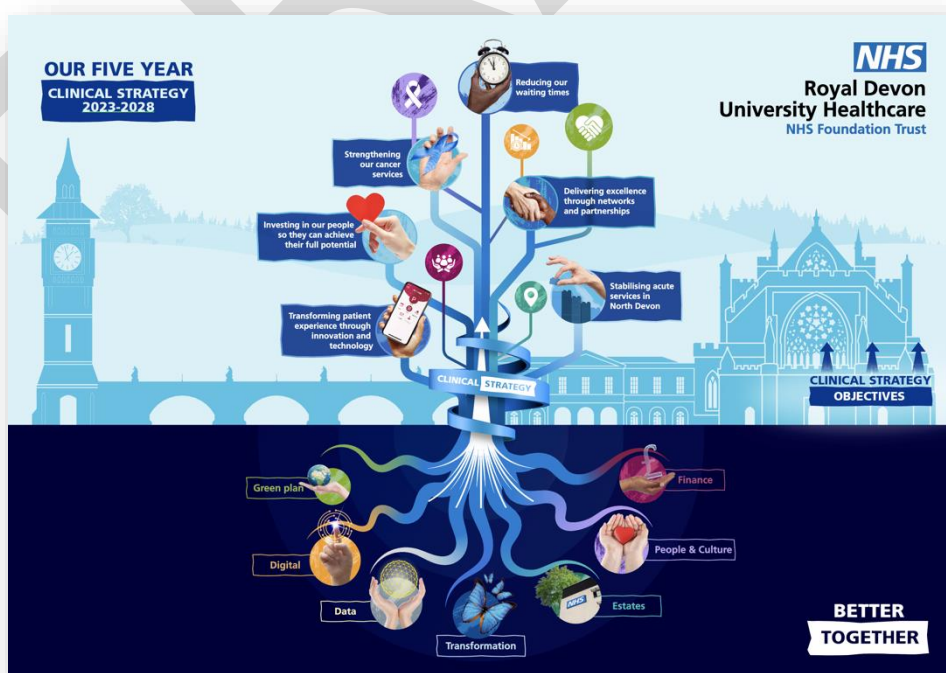 OUR FIVE YEAR
CLINICAL STRATEGY
2023-2028
NHS
Royal Devon
University Healthcare
NHS Foundation Trust
Reducing our
waiting times
Strengthening
our cancer
services
Delivering excellence
through networks
and partnerships
Investing in our people
so they can achieve
their full potential
Stabilising acute
services in
North Devon
Transforming patient
experience through
innovation and
technology
CLINICAL STRATEGY
CLINICAL STRATEGY
OBJECTIVES
Green plan
Finance
Digital
People & Culture
Data
NHS
Estates
Transformation
BETTER
TOGETHER